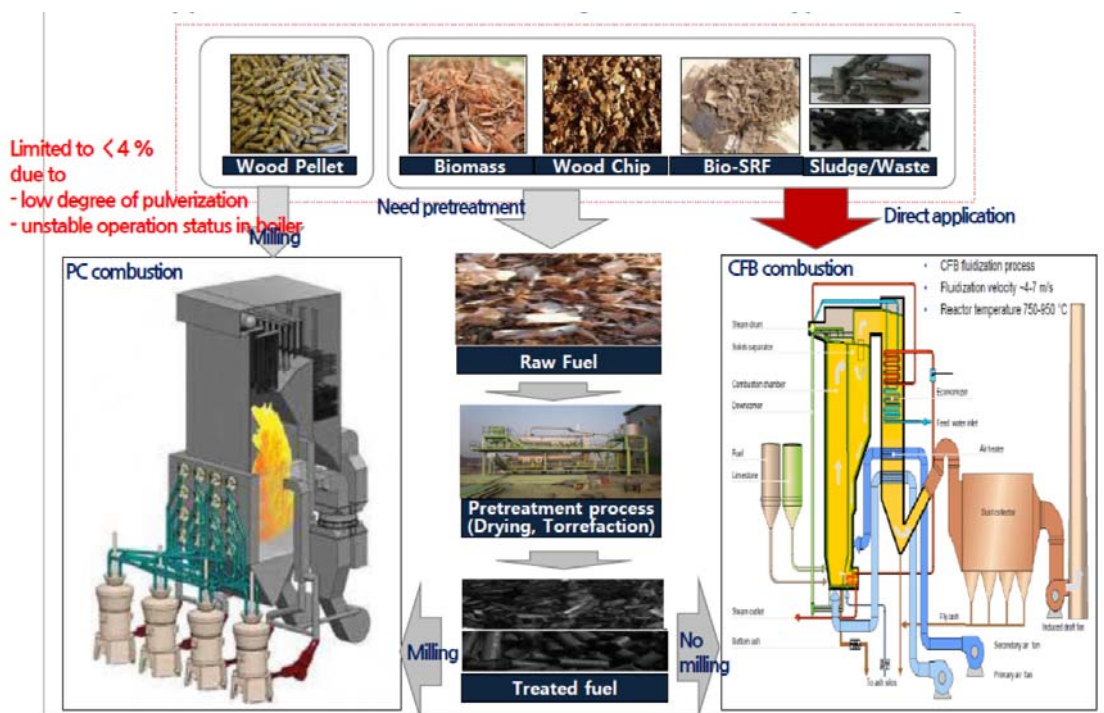 Wood Pellet
Biomass
Wood Chip
Bio-SRF
Sludge/Waste
Limited to < 4 %
due to
- low degree of pulverization
- unstable operation status in boiler
Milling
Need pretreatment
Direct application
PC combustion
Raw Fuel
Pretreatment process
(Drying, Torrefaction)
Milling
No
milling
Treated fuel
CFB combustion
• CFB fluidization process
• Fluidization velocity ~4-7 m/s
• Reactor temperature 750-950 °C
Steam drum
Solids separator
Combustion chamber
Downcomer
Fuel
Limestone
Steam outlet
Bottom ash
To ash silos
Fly ash
Economizer
Feed water inlet
Air heater
Dust collector
Induced draft fan
Secondary air fan
Primary air fan